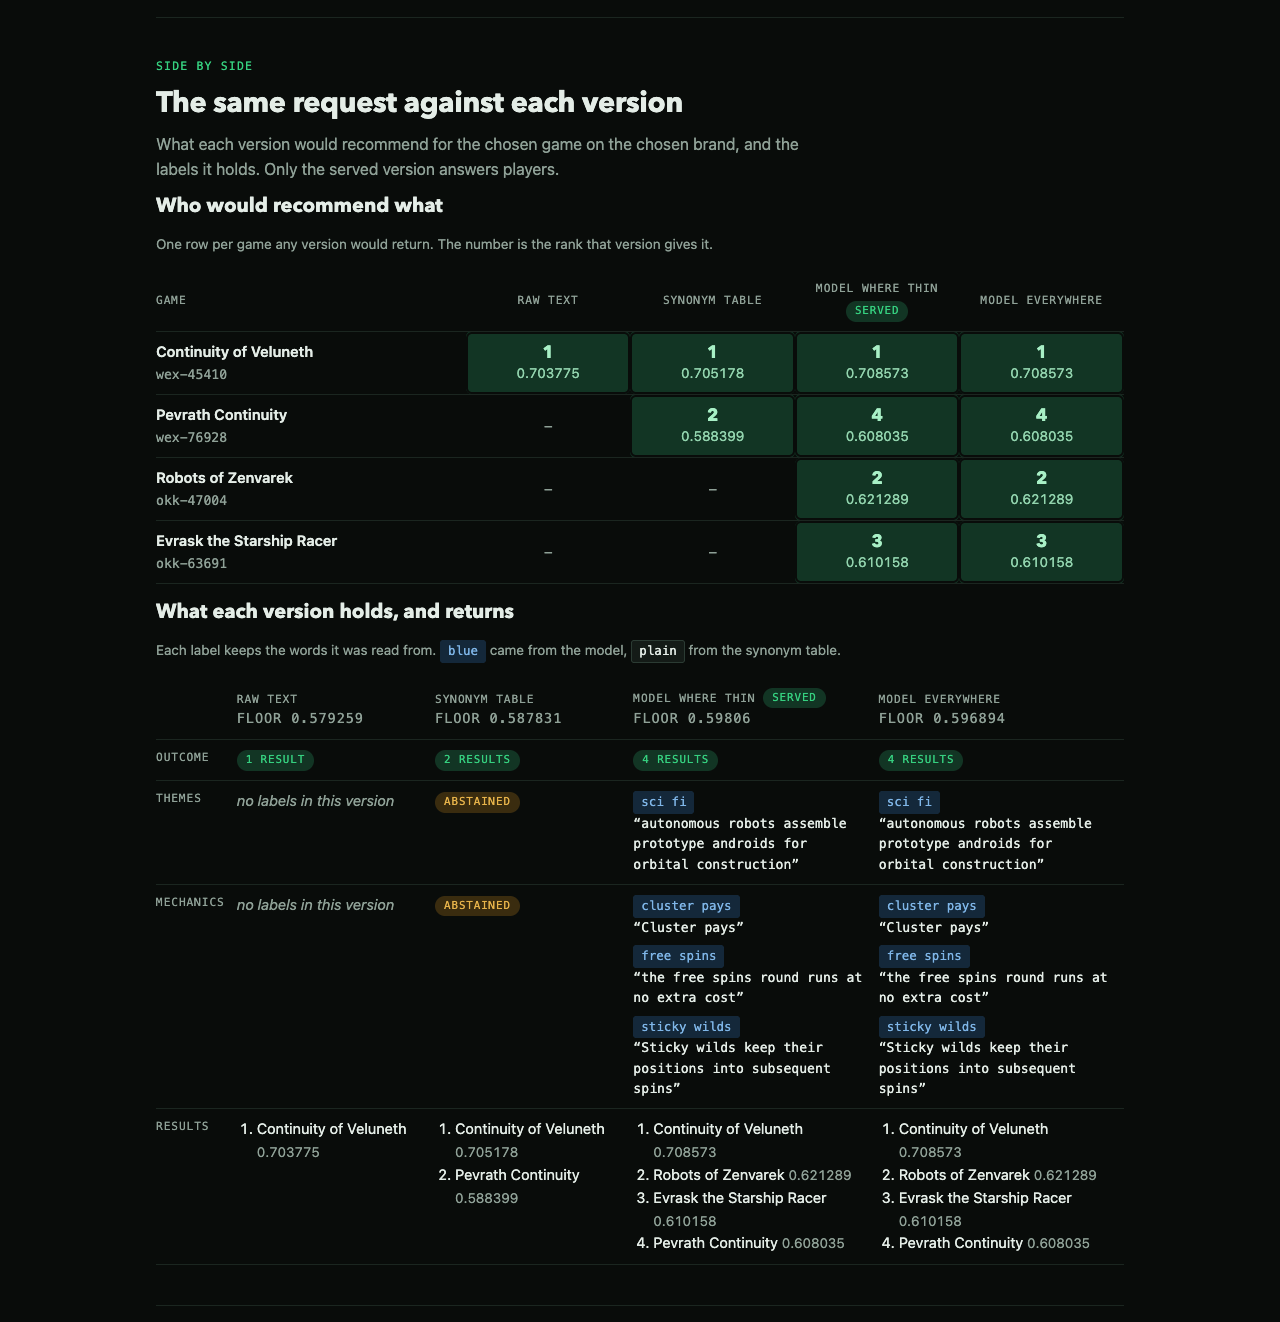 SIDE BY SIDE
The same request against each version
What each version would recommend for the chosen game on the chosen brand, and the
labels it holds. Only the served version answers players.
Who would recommend what
One row per game any version would return. The number is the rank that version gives it.
GAME RAW TEXT SYNONYM TABLE MODEL WHERE THIN SERVED MODEL EVERYWHERE
Continuity of Veluneth 1 1 1 1
wex-45410 0.703775 0.705178 0.708573 0.708573
Pevrath Continuity – 2 4 4
wex-76928 0.588399 0.608035 0.608035
Robots of Zenvarek – – 2 2
okk-47004 0.621289 0.621289
Evrask the Starship Racer – – 3 3
okk-63691 0.610158 0.610158
What each version holds, and returns
Each label keeps the words it was read from. blue came from the model, plain from the synonym table.
RAW TEXT SYNONYM TABLE MODEL WHERE THIN SERVED MODEL EVERYWHERE
FLOOR 0.579259 FLOOR 0.587831 FLOOR 0.59806 FLOOR 0.596894
OUTCOME 1 RESULT 2 RESULTS 4 RESULTS 4 RESULTS
THEMES no labels in this version ABSTAINED sci fi sci fi
“autonomous robots assemble “autonomous robots assemble
prototype androids for prototype androids for
orbital construction” orbital construction”
MECHANICS no labels in this version ABSTAINED cluster pays cluster pays
“Cluster pays” “Cluster pays”
free spins free spins
“the free spins round runs at “the free spins round runs at
no extra cost” no extra cost”
sticky wilds sticky wilds
“Sticky wilds keep their “Sticky wilds keep their
positions into subsequent positions into subsequent
spins” spins”
RESULTS 1. Continuity of Veluneth 1. Continuity of Veluneth 1. Continuity of Veluneth 1. Continuity of Veluneth
0.703775 0.705178 0.708573 0.708573
2. Pevrath Continuity 2. Robots of Zenvarek 0.621289 2. Robots of Zenvarek 0.621289
0.588399 3. Evrask the Starship Racer 3. Evrask the Starship Racer
0.610158 0.610158
4. Pevrath Continuity 0.608035 4. Pevrath Continuity 0.608035